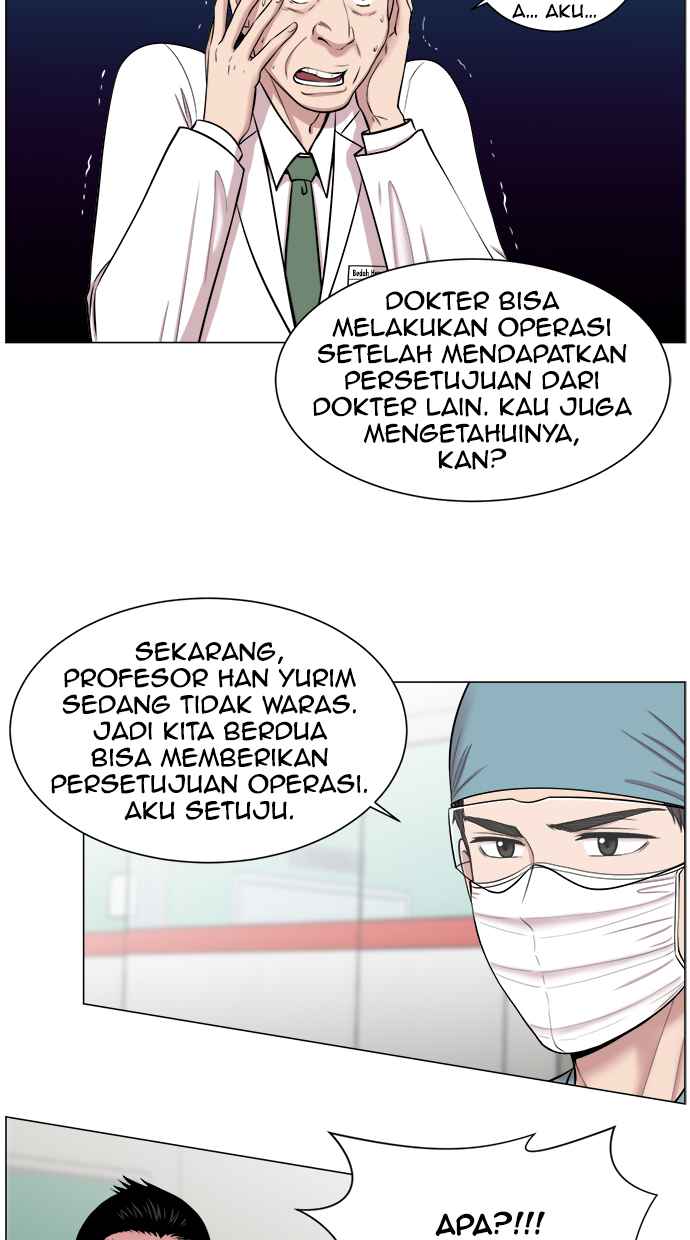 A... AKU...
Bedah
DOKTER BISA
MELAKUKAN OPERASI
SETELAH MENDAPATKAN
PERSETUJUAN DARI
DOKTER LAIN. KAU JUGA
MENGETAHUINYA,
KAN?
SEKARANG,
PROFESOR HAN YURIM
SEDANG TIDAK WARAS.
JADI KITA BERDUA
BISA MEMBERIKAN
PERSETUJUAN OPERASI.
AKU SETUJU.
APA?!!!